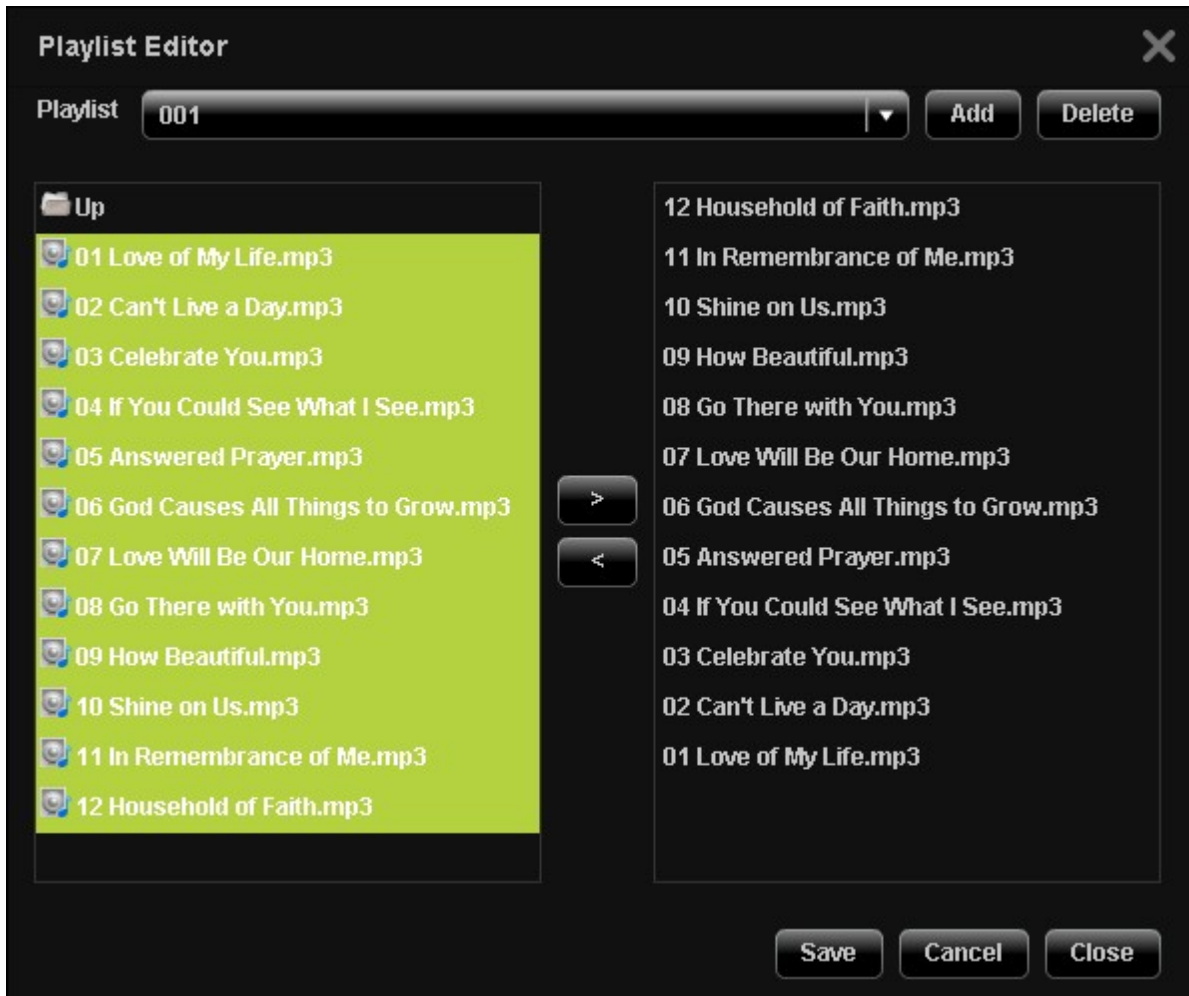 Playlist Editor
Playlist
001
Add
Delete
Up
01 Love of My Life.mp3
02 Can't Live a Day.mp3
03 Celebrate You.mp3
04 If You Could See What I See.mp3
05 Answered Prayer.mp3
06 God Causes All Things to Grow.mp3
07 Love Will Be Our Home.mp3
08 Go There with You.mp3
09 How Beautiful.mp3
10 Shine on Us.mp3
11 In Remembrance of Me.mp3
12 Household of Faith.mp3
>
<
12 Household of Faith.mp3
11 In Remembrance of Me.mp3
10 Shine on Us.mp3
09 How Beautiful.mp3
08 Go There with You.mp3
07 Love Will Be Our Home.mp3
06 God Causes All Things to Grow.mp3
05 Answered Prayer.mp3
04 If You Could See What I See.mp3
03 Celebrate You.mp3
02 Can't Live a Day.mp3
01 Love of My Life.mp3
Save
Cancel
Close